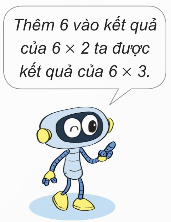 Thêm 6 vào kết quả
của 6 × 2 ta được
kết quả của 6 × 3.